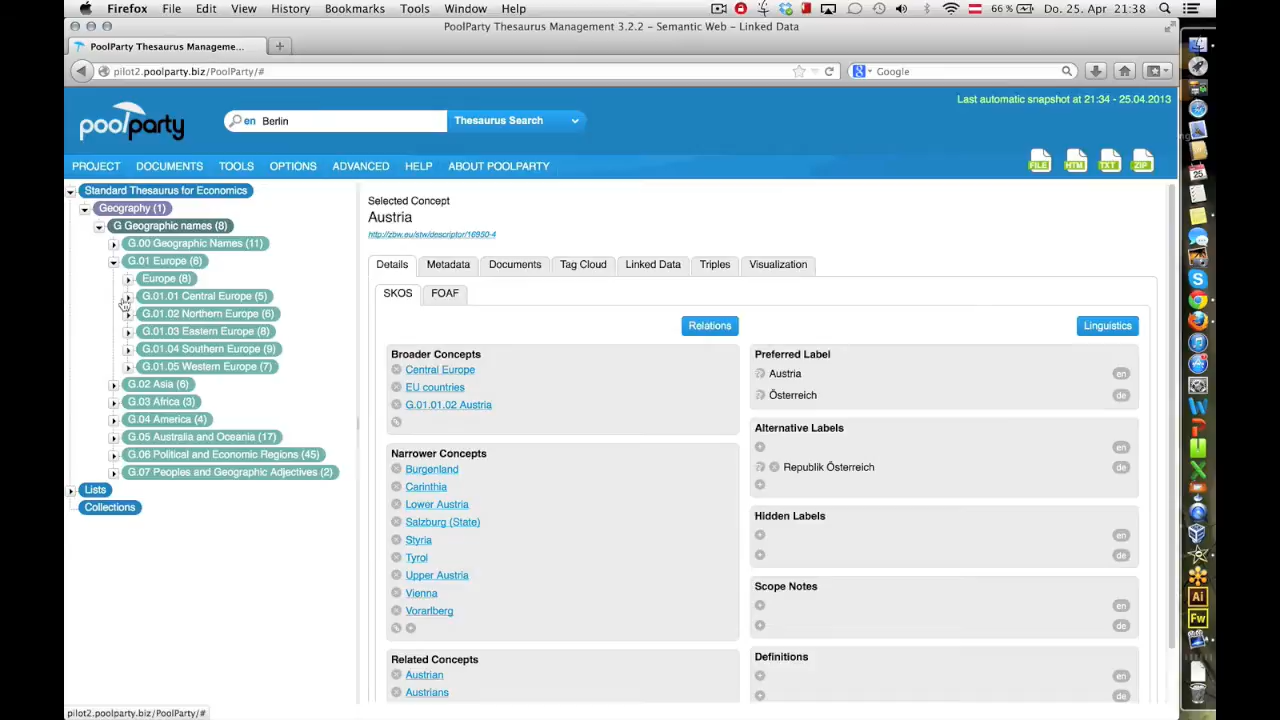 Firefox File Edit View History Bookmarks Tools Window Help 66 % Do. 25. Apr 21:38
PoolParty Thesaurus Management 3.2.2 - Semantic Web - Linked Data
PoolParty Thesaurus Manageme...
pilot2.poolparty.biz/PoolParty/#
Google
Last automatic snapshot at 21:34 - 25.04.2013
poolparty
en Berlin
Thesaurus Search
PROJECT DOCUMENTS TOOLS OPTIONS ADVANCED HELP ABOUT POOLPARTY
FILE HTM TXT ZIP
Standard Thesaurus for Economics
Geography (1)
G Geographic names (8)
G.00 Geographic Names (11)
G.01 Europe (6)
Europe (8)
G.01.01 Central Europe (5)
G.01.02 Northern Europe (6)
G.01.03 Eastern Europe (8)
G.01.04 Southern Europe (9)
G.01.05 Western Europe (7)
G.02 Asia (6)
G.03 Africa (3)
G.04 America (4)
G.05 Australia and Oceania (17)
G.06 Political and Economic Regions (45)
G.07 Peoples and Geographic Adjectives (2)
Lists
Collections
Selected Concept
Austria
http://zbw.eu/stw/descriptor/16950-4
Details Metadata Documents Tag Cloud Linked Data Triples Visualization
SKOS FOAF
Relations
Broader Concepts
Central Europe
EU countries
G.01.01.02 Austria
Narrower Concepts
Burgenland
Carinthia
Lower Austria
Salzburg (State)
Styria
Tyrol
Upper Austria
Vienna
Vorarlberg
Related Concepts
Austrian
Austrians
Linguistics
Preferred Label
Austria en
Österreich de
Alternative Labels
en
Republik Österreich de
Hidden Labels
en
de
Scope Notes
en
de
Definitions
en
de
pilot2.poolparty.biz/PoolParty/#
25
Ai
Fw